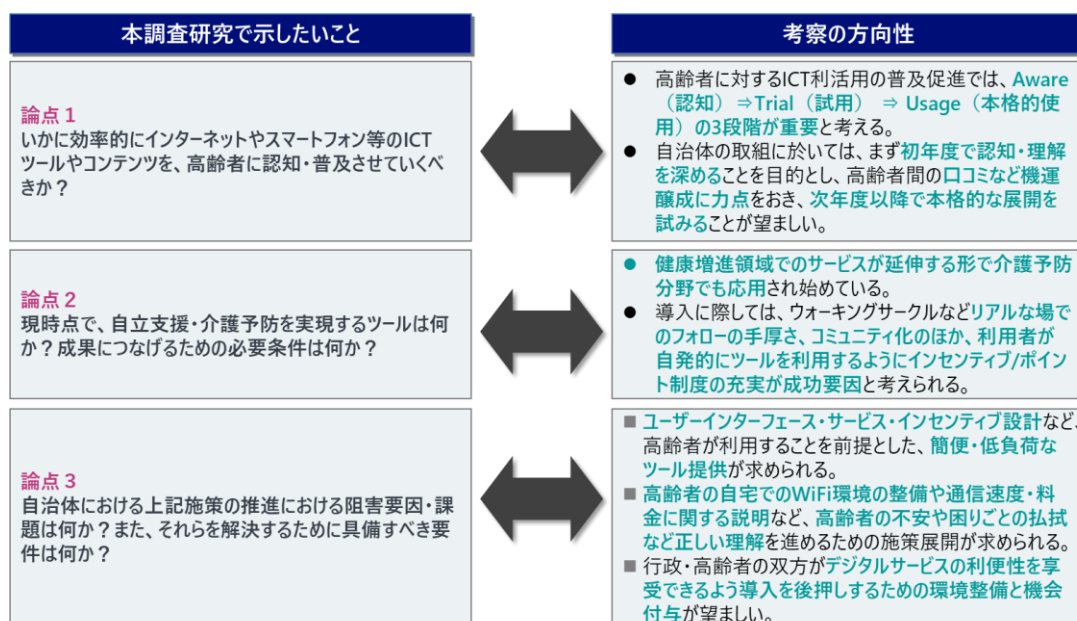 本調査研究で示したいこと
考察の方向性
論点1
いかに効率的にインターネットやスマートフォン等のICT
ツールやコンテンツを、高齢者に認知・普及させていくべ
きか?
● 高齢者に対するICT利活用の普及促進では、Aware
(認知)⇒Trial(試用) ⇒ Usage(本格的使
用)の3段階が重要と考える。
● 自治体の取組に於いては、まず初年度で認知・理解
を深めることを目的とし、高齢者間の口コミなど機運
醸成に力点をおき、次年度以降で本格的な展開を
試みることが望ましい。
論点2
現時点で、自立支援・介護予防を実現するツールは何
か?成果につなげるための必要条件は何か?
● 健康増進領域でのサービスが延伸する形で介護予防
分野でも応用され始めている。
● 導入に際しては、ウォーキングサークルなどリアルな場で
のフォローの手厚さ、コミュニティ化のほか、利用者が
自発的にツールを利用するようにインセンティブ/ポイン
ト制度の充実が成功要因と考えられる。
論点3
自治体における上記施策の推進における阻害要因・課
題は何か?また、それらを解決するために具備すべき要
件は何か?
■ ユーザーインターフェース・サービス・インセンティブ設計など、
高齢者が利用することを前提とした、簡便・低負荷な
ツール提供が求められる。
■ 高齢者の自宅でのWiFi環境の整備や通信速度・料
金に関する説明など、高齢者の不安や困りごとの払拭
など正しい理解を進めるための施策展開が求められる。
■ 行政・高齢者の双方がデジタルサービスの利便性を享
受できるよう導入を後押しするための環境整備と機会
付与が望ましい。